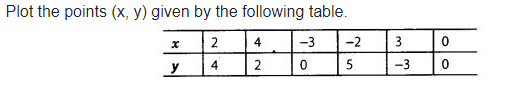 Plot the points (x, y) given by the following table.
x 2 4 -3 -2 3 0
y 4 2 0 5 -3 0